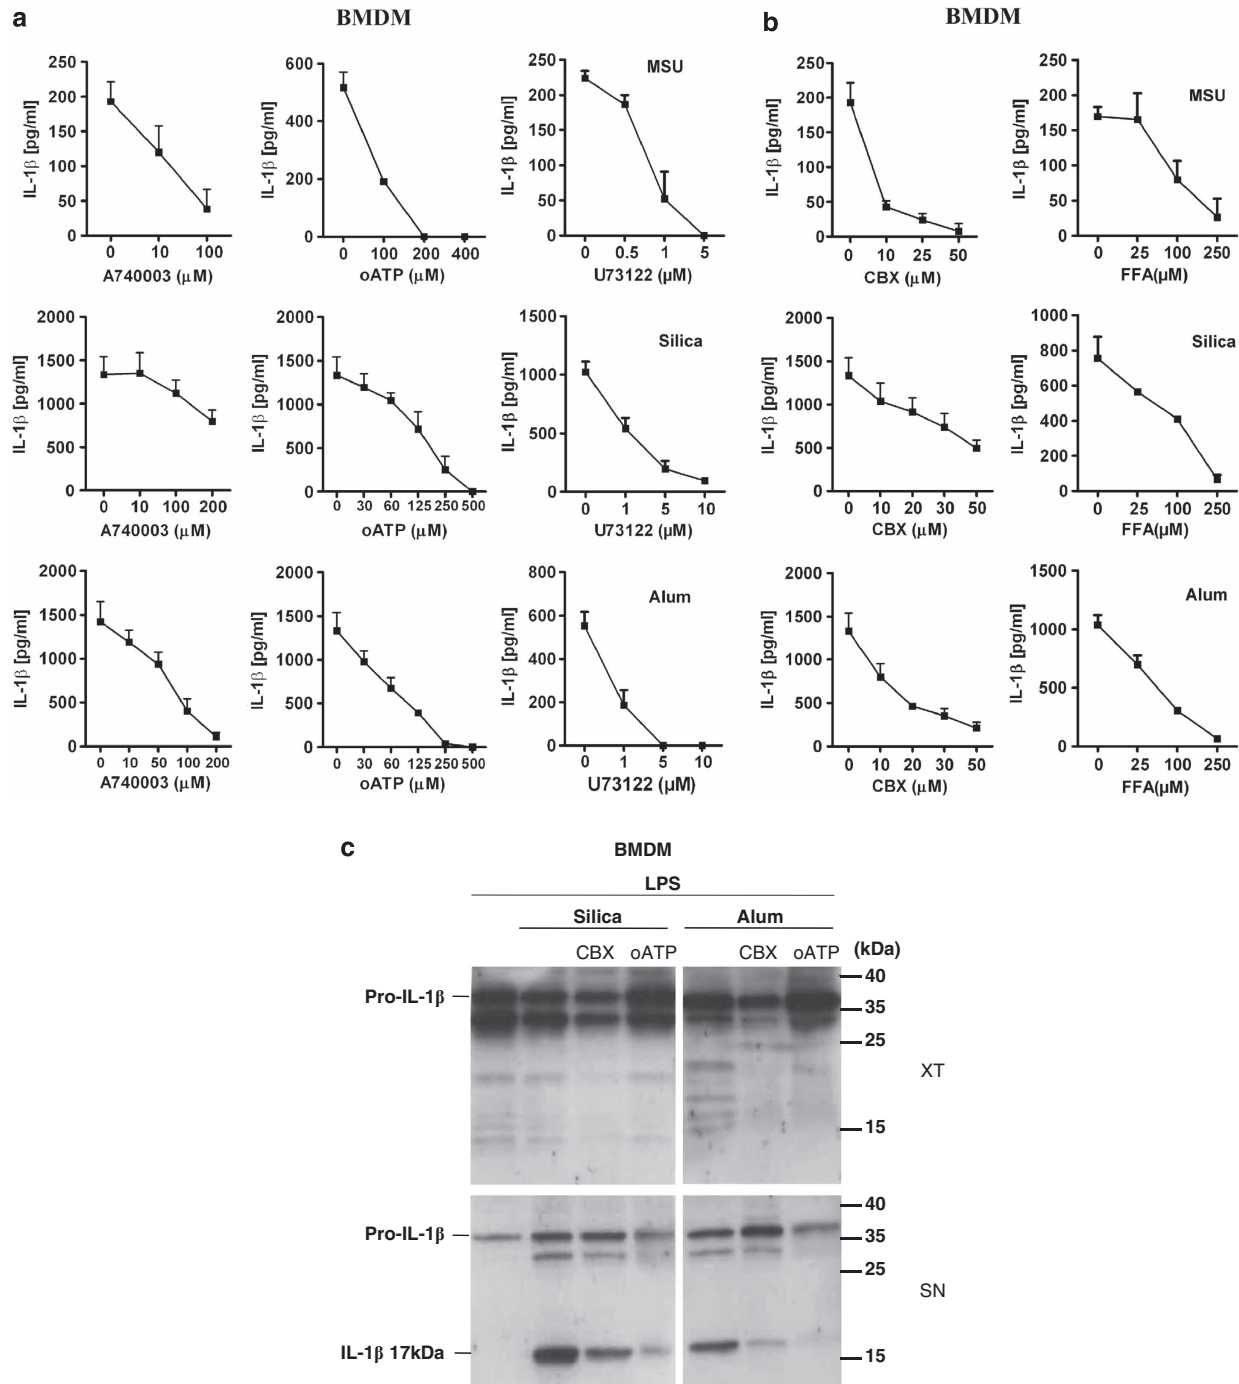 a
BMDM
b
BMDM
IL-1β [pg/ml]
250
200
150
100
50
0
0 10 100
A740003 (μM)
IL-1β [pg/ml]
600
400
200
0
0 100 200 400
oATP (μM)
MSU
IL-1β [pg/ml]
250
200
150
100
50
0
0 0.5 1 5
U73122 (μM)
IL-1β [pg/ml]
250
200
150
100
50
0
0 10 25 50
CBX (μM)
MSU
IL-1β [pg/ml]
250
200
150
100
50
0
0 25 100 250
FFA(μM)
IL-1β [pg/ml]
2000
1500
1000
500
0
0 10 100 200
A740003 (μM)
IL-1β [pg/ml]
2000
1500
1000
500
0
0 30 60 125 250 500
oATP (μM)
Silica
IL-1β [pg/ml]
1500
1000
500
0
0 1 5 10
U73122 (μM)
IL-1β [pg/ml]
2000
1500
1000
500
0
0 10 20 30 50
CBX (μM)
Silica
IL-1β [pg/ml]
1000
800
600
400
200
0
0 25 100 250
FFA(μM)
IL-1β [pg/ml]
2000
1500
1000
500
0
0 10 50 100 200
A740003 (μM)
IL-1β [pg/ml]
2000
1500
1000
500
0
0 30 60 125 250 500
oATP (μM)
Alum
IL-1β [pg/ml]
800
600
400
200
0
0 1 5 10
U73122 (μM)
IL-1β [pg/ml]
2000
1500
1000
500
0
0 10 20 30 50
CBX (μM)
Alum
IL-1β [pg/ml]
1500
1000
500
0
0 25 100 250
FFA(μM)
c
BMDM
LPS
Silica Alum
CBX oATP CBX oATP (kDa)
40
Pro-IL-1β 35
25
XT
15
40
Pro-IL-1β 35
25
SN
IL-1β 17kDa 15